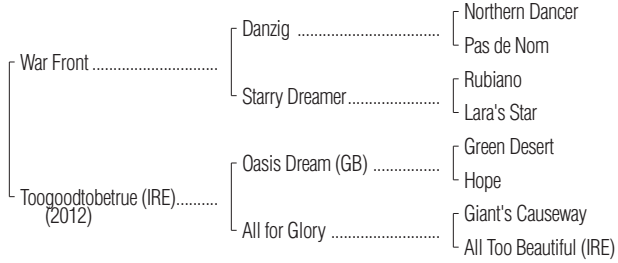 Northern Dancer
Danzig ................................
Pas de Nom
War Front .............................
Rubiano
Starry Dreamer.....................
Lara's Star
Green Desert
Oasis Dream (GB) ...............
Hope
Toogoodtobetrue (IRE)..........
(2012)
Giant's Causeway
All for Glory .........................
All Too Beautiful (IRE)